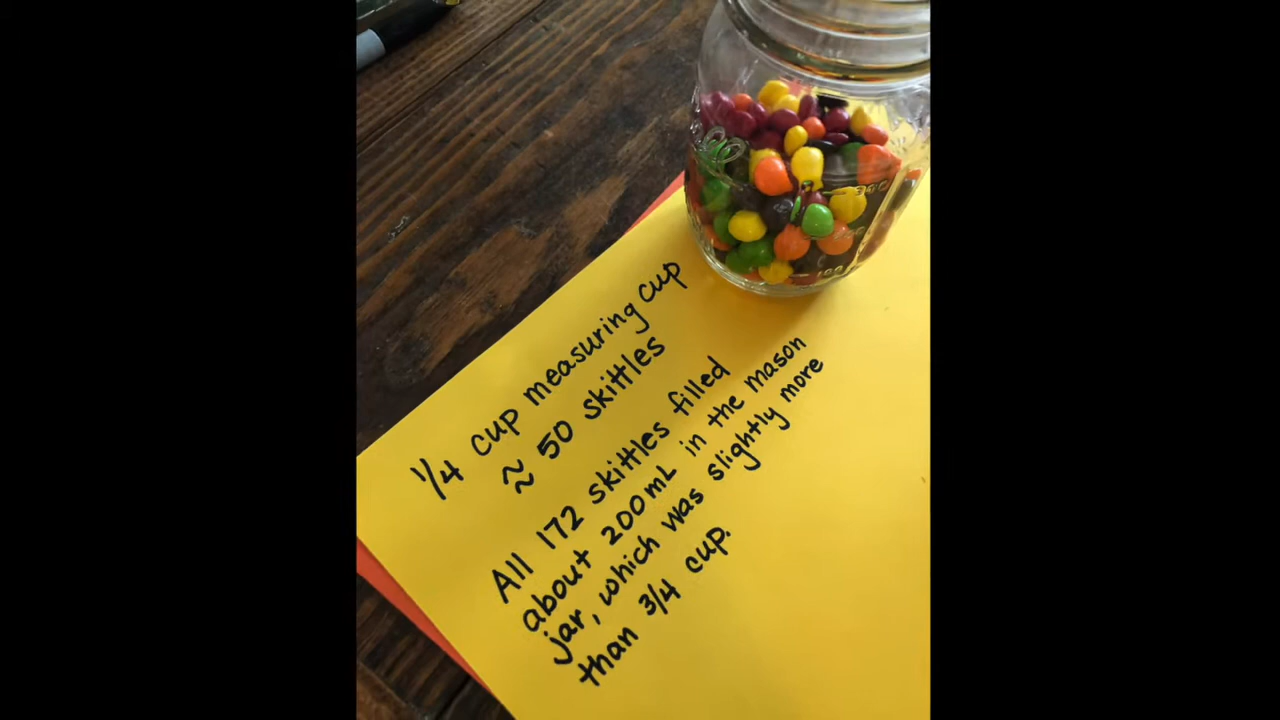 1/4 cup measuring cup
≈ 50 skittles
All 172 skittles filled
about 200mL in the mason
jar, which was slightly more
than 3/4 cup.